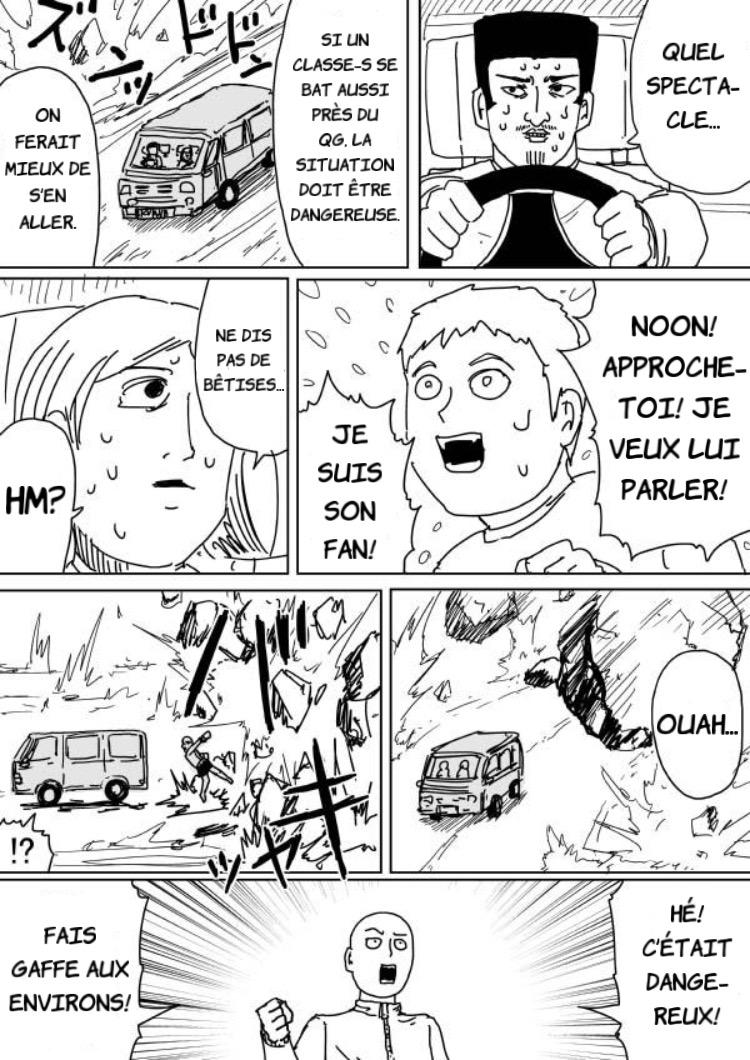 QUEL
SPECTA-
CLE...
SI UN
CLASSE-S SE
BAT AUSSI
PRÈS DU
QG. LA
SITUATION
DOIT ÊTRE
DANGEREUSE.
ON
FERAIT
MIEUX DE
S'EN
ALLER.
NOON!
APPROCHE-
TOI! JE
VEUX LUI
PARLER!
JE
SUIS
SON
FAN!
NE DIS
PAS DE
BÊTISES...
HM?
OUAH...
!?
HÉ!
C'ÉTAIT
DANGE-
REUX!
FAIS
GAFFE AUX
ENVIRONS!